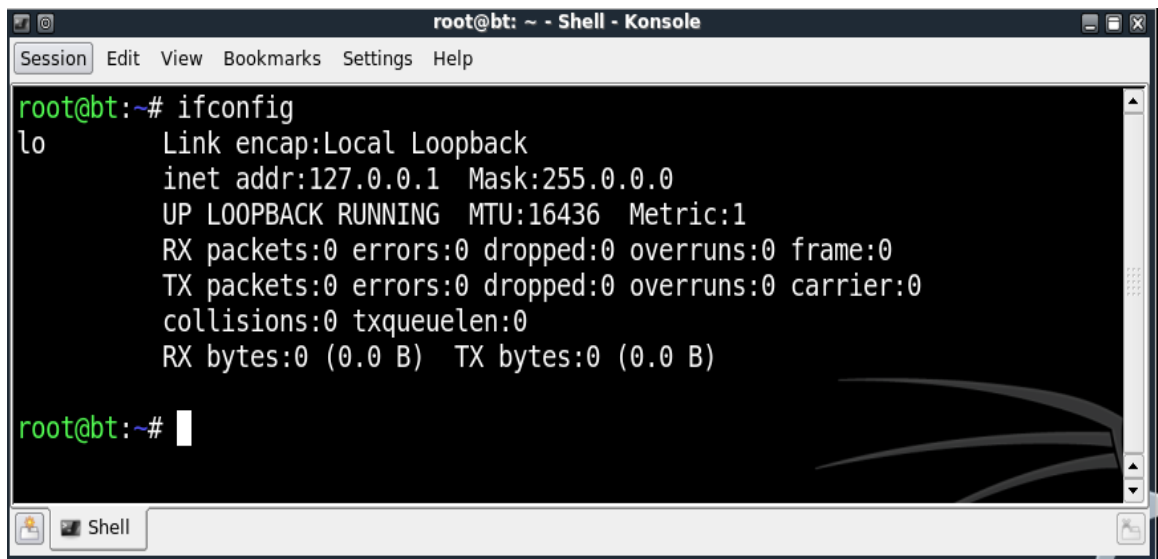 root@bt: ~ - Shell - Konsole
Session Edit View Bookmarks Settings Help
root@bt:~# ifconfig
lo Link encap:Local Loopback
inet addr:127.0.0.1 Mask:255.0.0.0
UP LOOPBACK RUNNING MTU:16436 Metric:1
RX packets:0 errors:0 dropped:0 overruns:0 frame:0
TX packets:0 errors:0 dropped:0 overruns:0 carrier:0
collisions:0 txqueuelen:0
RX bytes:0 (0.0 B) TX bytes:0 (0.0 B)
root@bt:~#
Shell